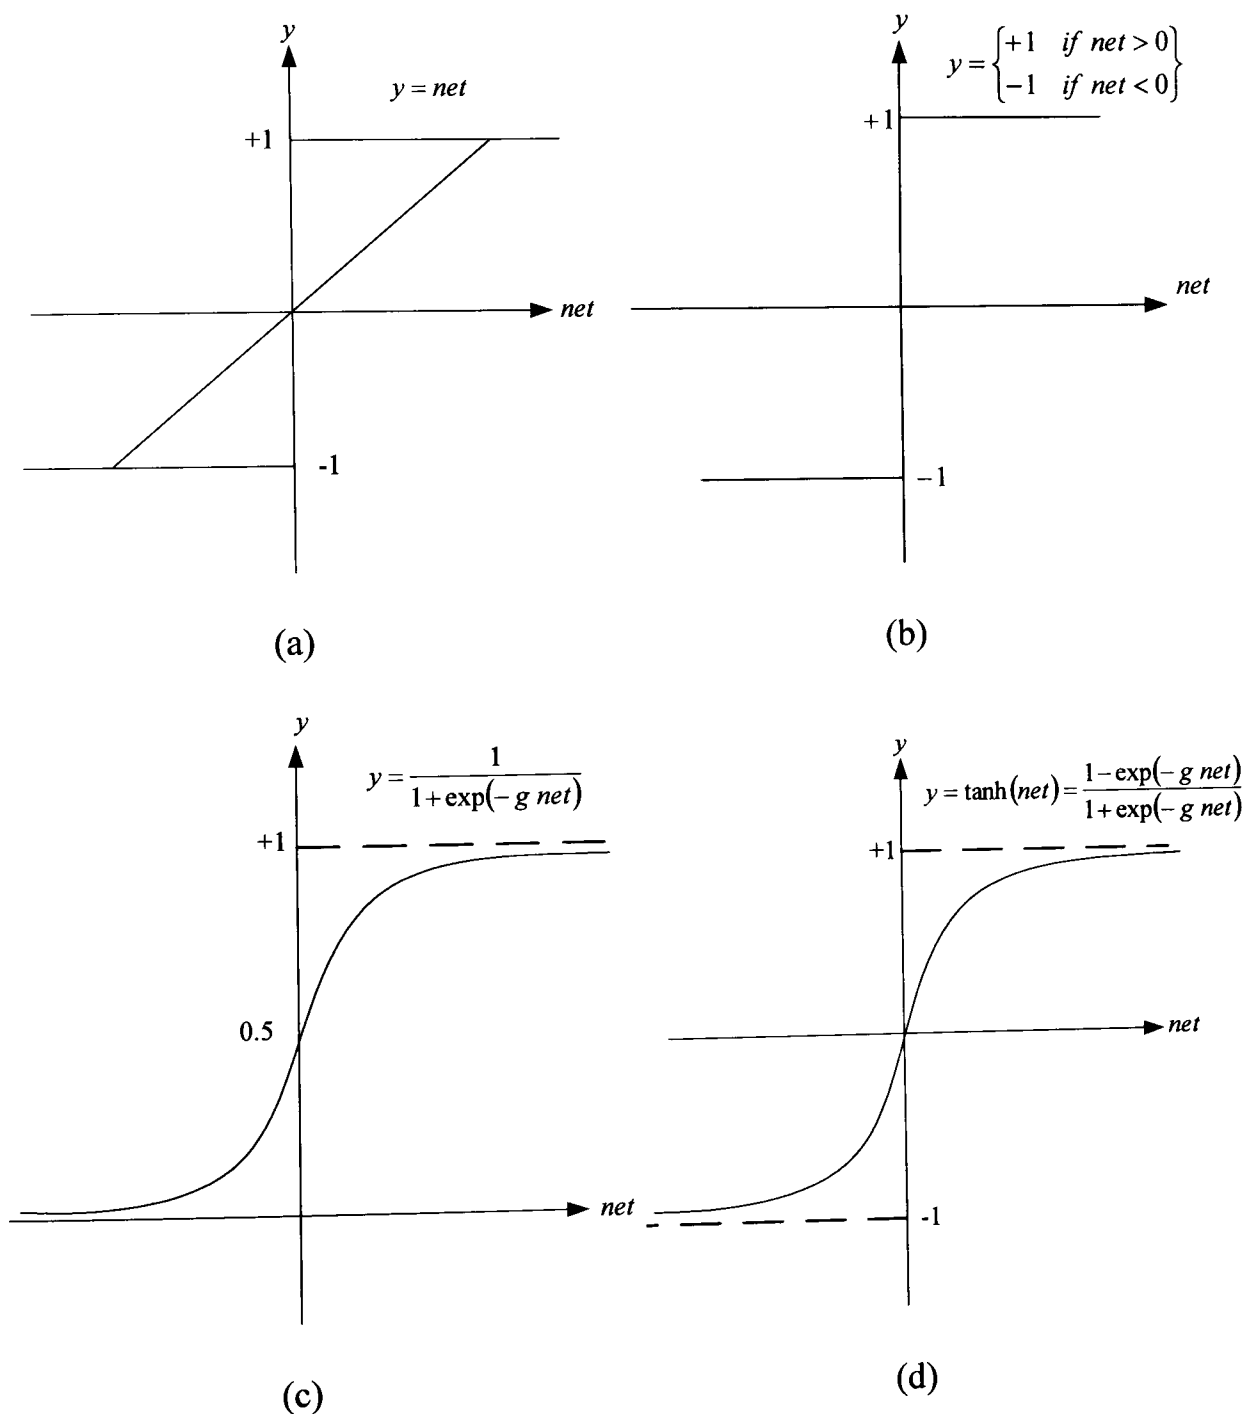 y
y = net
+1
net
-1
(a)
y
y = {+1 if net > 0
−1 if net < 0}
+1
net
−1
(b)
y
y = 1 / (1 + exp(− g net))
+1
0.5
net
(c)
y
y = tanh(net) = (1 − exp(− g net)) / (1 + exp(− g net))
+1
net
-1
(d)